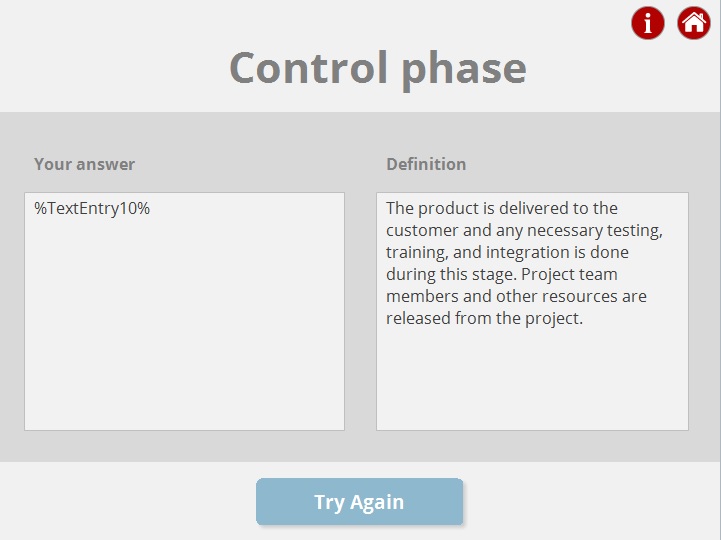 i
Control phase
Your answer
Definition
%TextEntry10%
The product is delivered to the
customer and any necessary testing,
training, and integration is done
during this stage. Project team
members and other resources are
released from the project.
Try Again